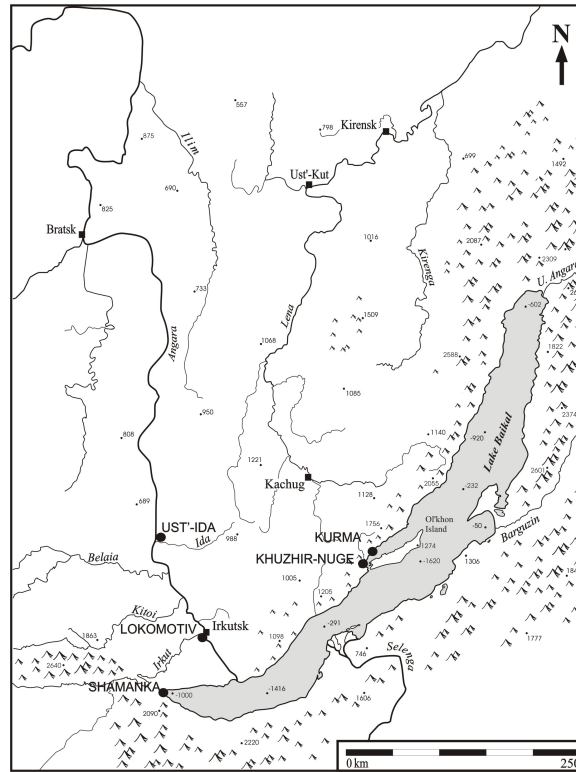 N
557
798
Kirensk
875
Ilim
699
1492
Ust'-Kut
690
825
Bratsk
1016
2087
Kirenga
2309
U. Angara
733
Lena
-602
1509
Angara
1068
2588
1822
1085
950
2374
808
1140
-920
Lake Baikal
1221
2601
Kachug
2055
-232
689
1128
1756
Ol'khon
Island
-50
UST'-IDA
Ida
988
KURMA
Barguzin
1274
Belaia
KHUZHIR-NUGE
-1620
1306
1005
1205
Kitoi
Irkutsk
-291
LOKOMOTIV
1863
1098
1777
Irkut
746
Selenga
2640
SHAMANKA
-1000
-1416
1606
2090
2220
0 km
250